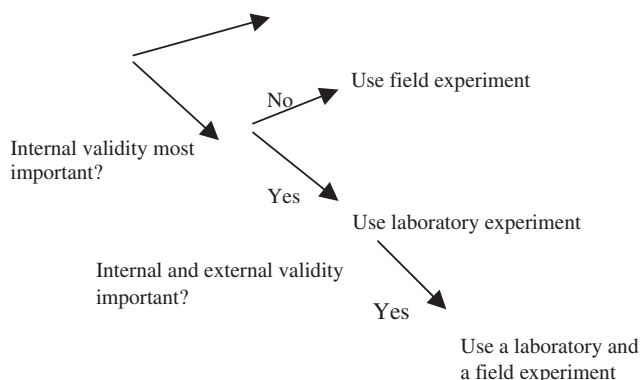 No
Use field experiment
Internal validity most
important?
Yes
Use laboratory experiment
Internal and external validity
important?
Yes
Use a laboratory and
a field experiment